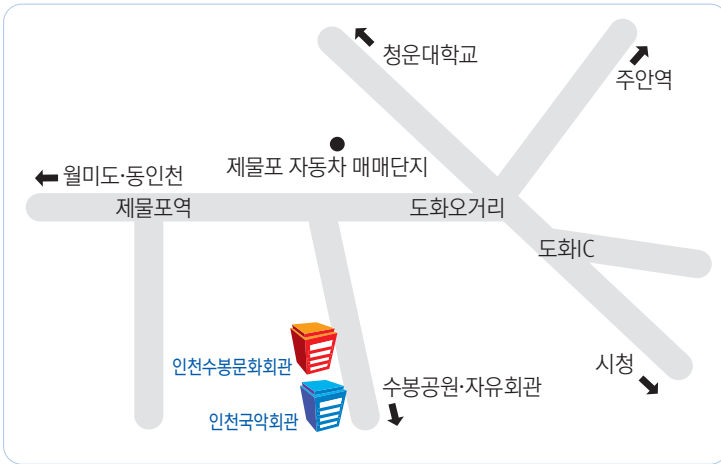 청운대학교
주안역
제물포 자동차 매매단지
월미도·동인천
제물포역
도화오거리
도화IC
인천수봉문화회관
시청
수봉공원·자유회관
인천국악회관